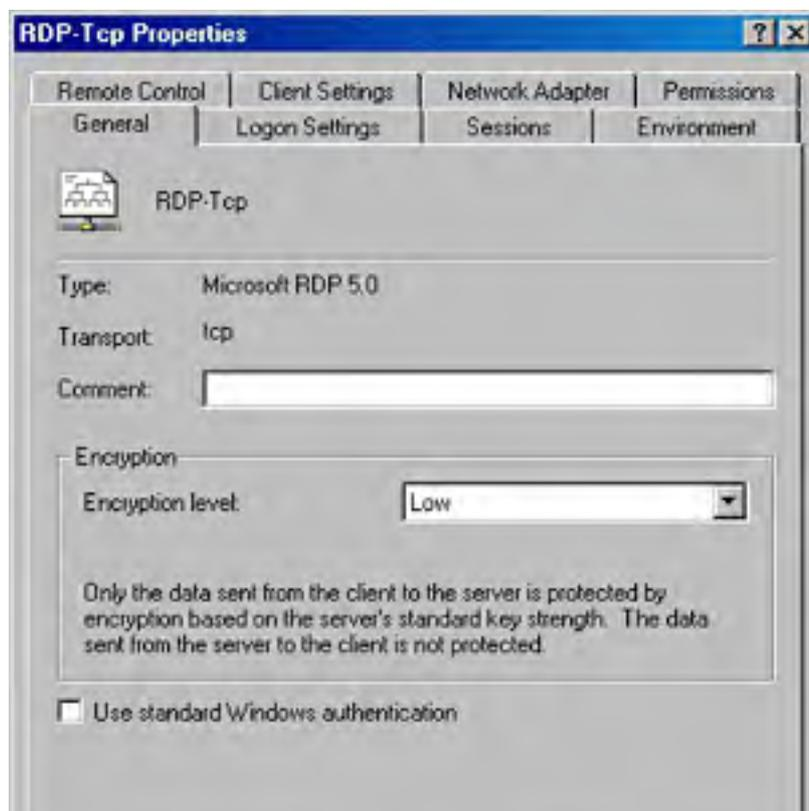 RDP-Tcp Properties
Remote Control Client Settings Network Adapter Permissions
General Logon Settings Sessions Environment
RDP-Tcp
Type: Microsoft RDP 5.0
Transport: tcp
Comment:
Encryption
Encryption level: Low
Only the data sent from the client to the server is protected by
encryption based on the server's standard key strength. The data
sent from the server to the client is not protected.
Use standard Windows authentication